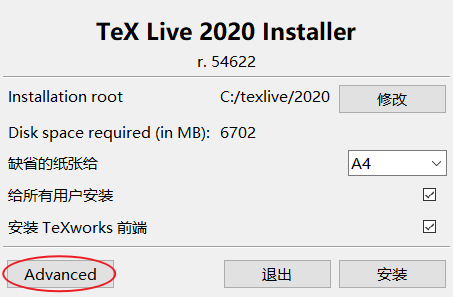 TeX Live 2020 Installer
r. 54622
Installation root C:/texlive/2020 修改
Disk space required (in MB): 6702
缺省的纸张给 A4
给所有用户安装
安装 TeXworks 前端
Advanced 退出 安装